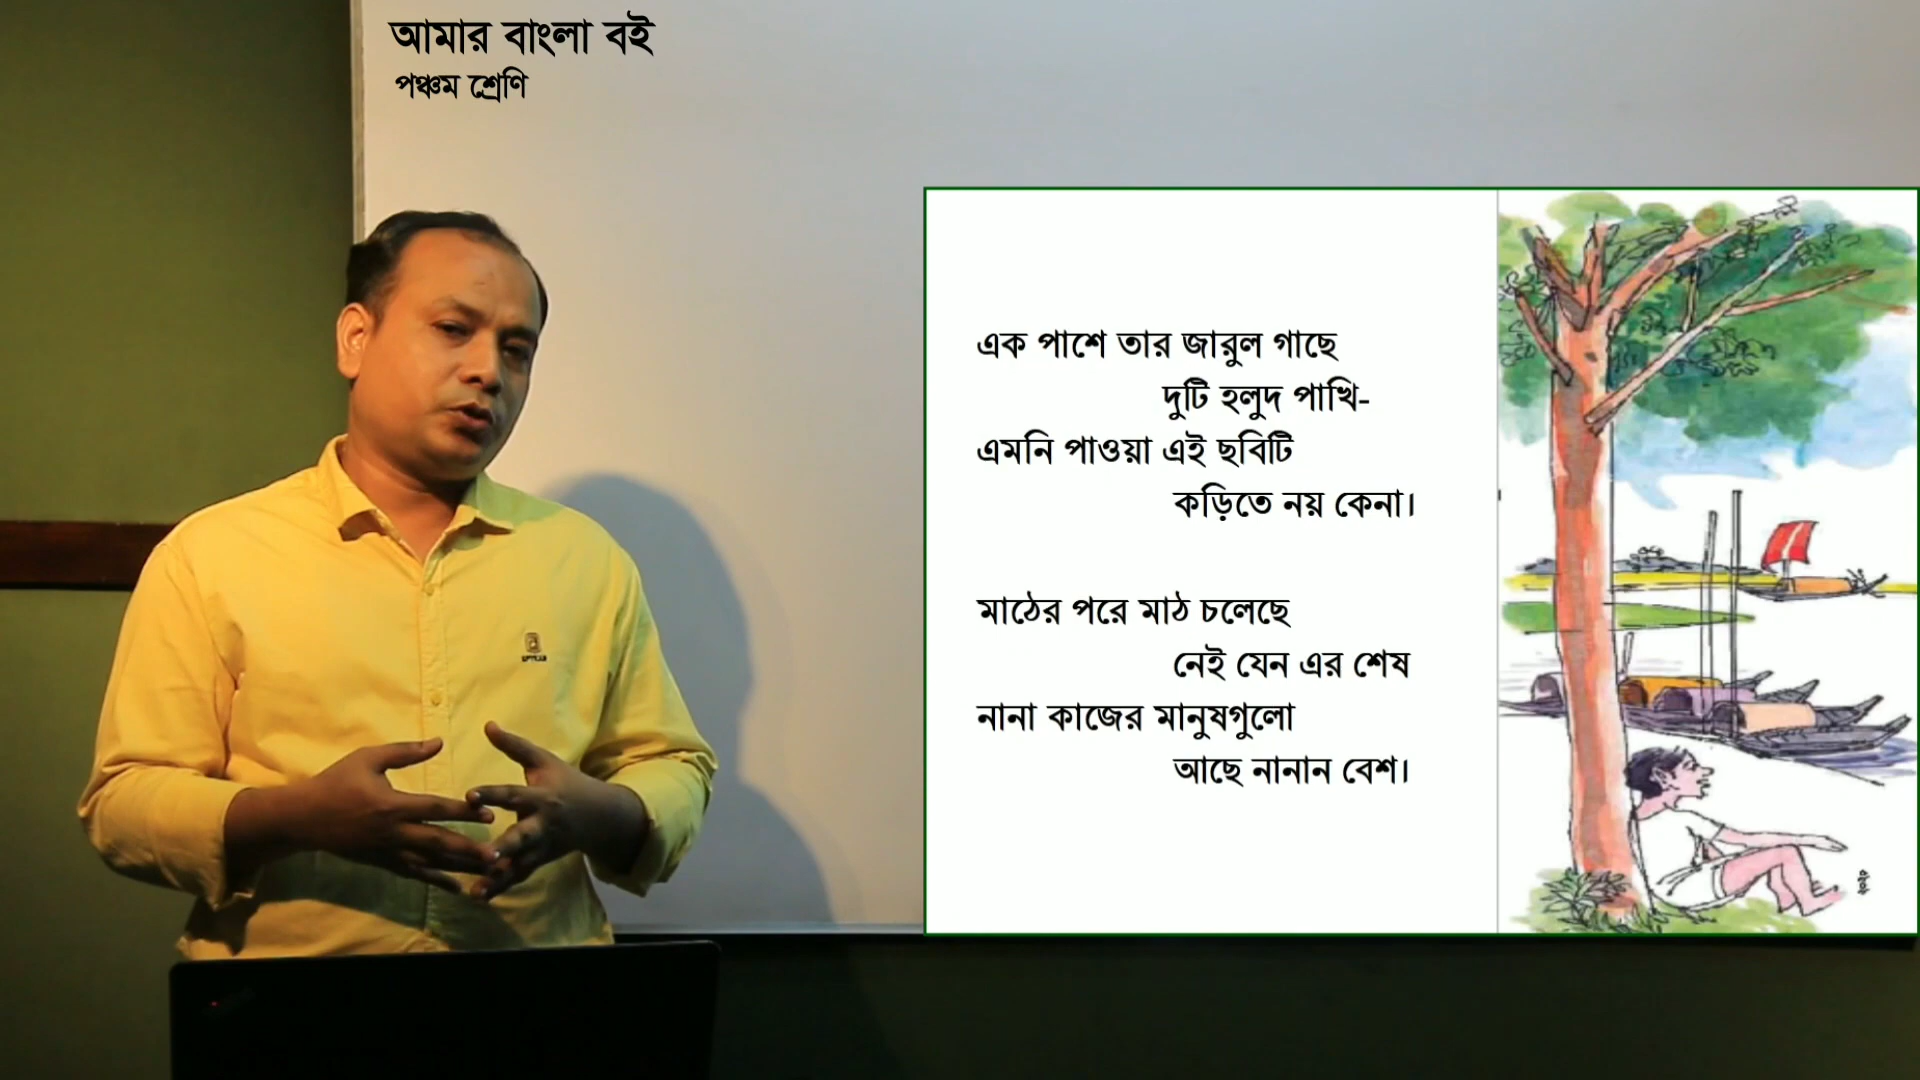 আমার বাংলা বই
পঞ্চম শ্রেণি
এক পাশে তার জারুল গাছে
দুটি হলুদ পাখি-
এমনি পাওয়া এই ছবিটি
কড়িতে নয় কেনা।
মাঠের পরে মাঠ চলেছে
নেই যেন এর শেষ
নানা কাজের মানুষগুলো
আছে নানান বেশ।